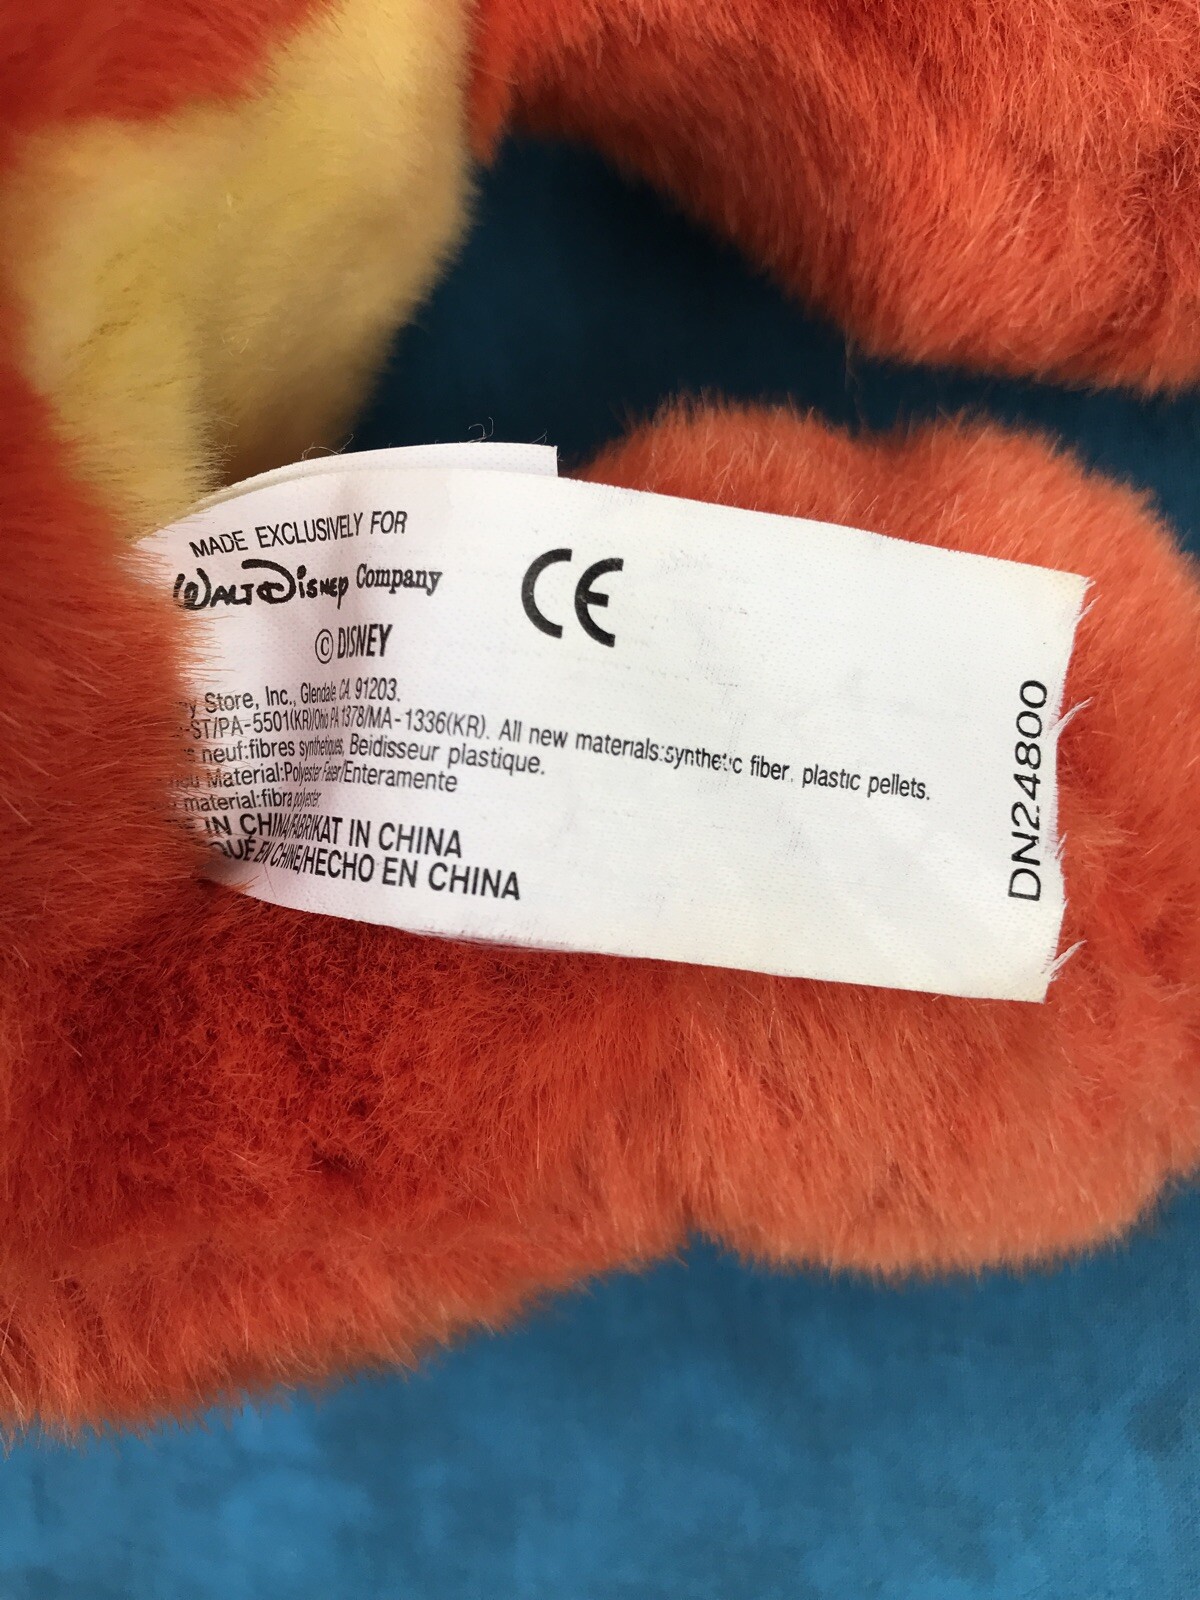 MADE EXCLUSIVELY FOR
WALT DISNEY Company
© DISNEY
CE
Store, Inc., Glendale CA. 91203.
-ST/PA-5501(KR)/Ohio PA 1378/MA-1336(KR). All new materials:synthetic fiber. plastic pellets.
neuf:fibres synthetiques, Beidisseur plastique.
Material:Polyester Faser/Enteramente
material:fibra polyester.
IN CHINA/FABRIKAT IN CHINA
EN CHINE/HECHO EN CHINA
DN24800